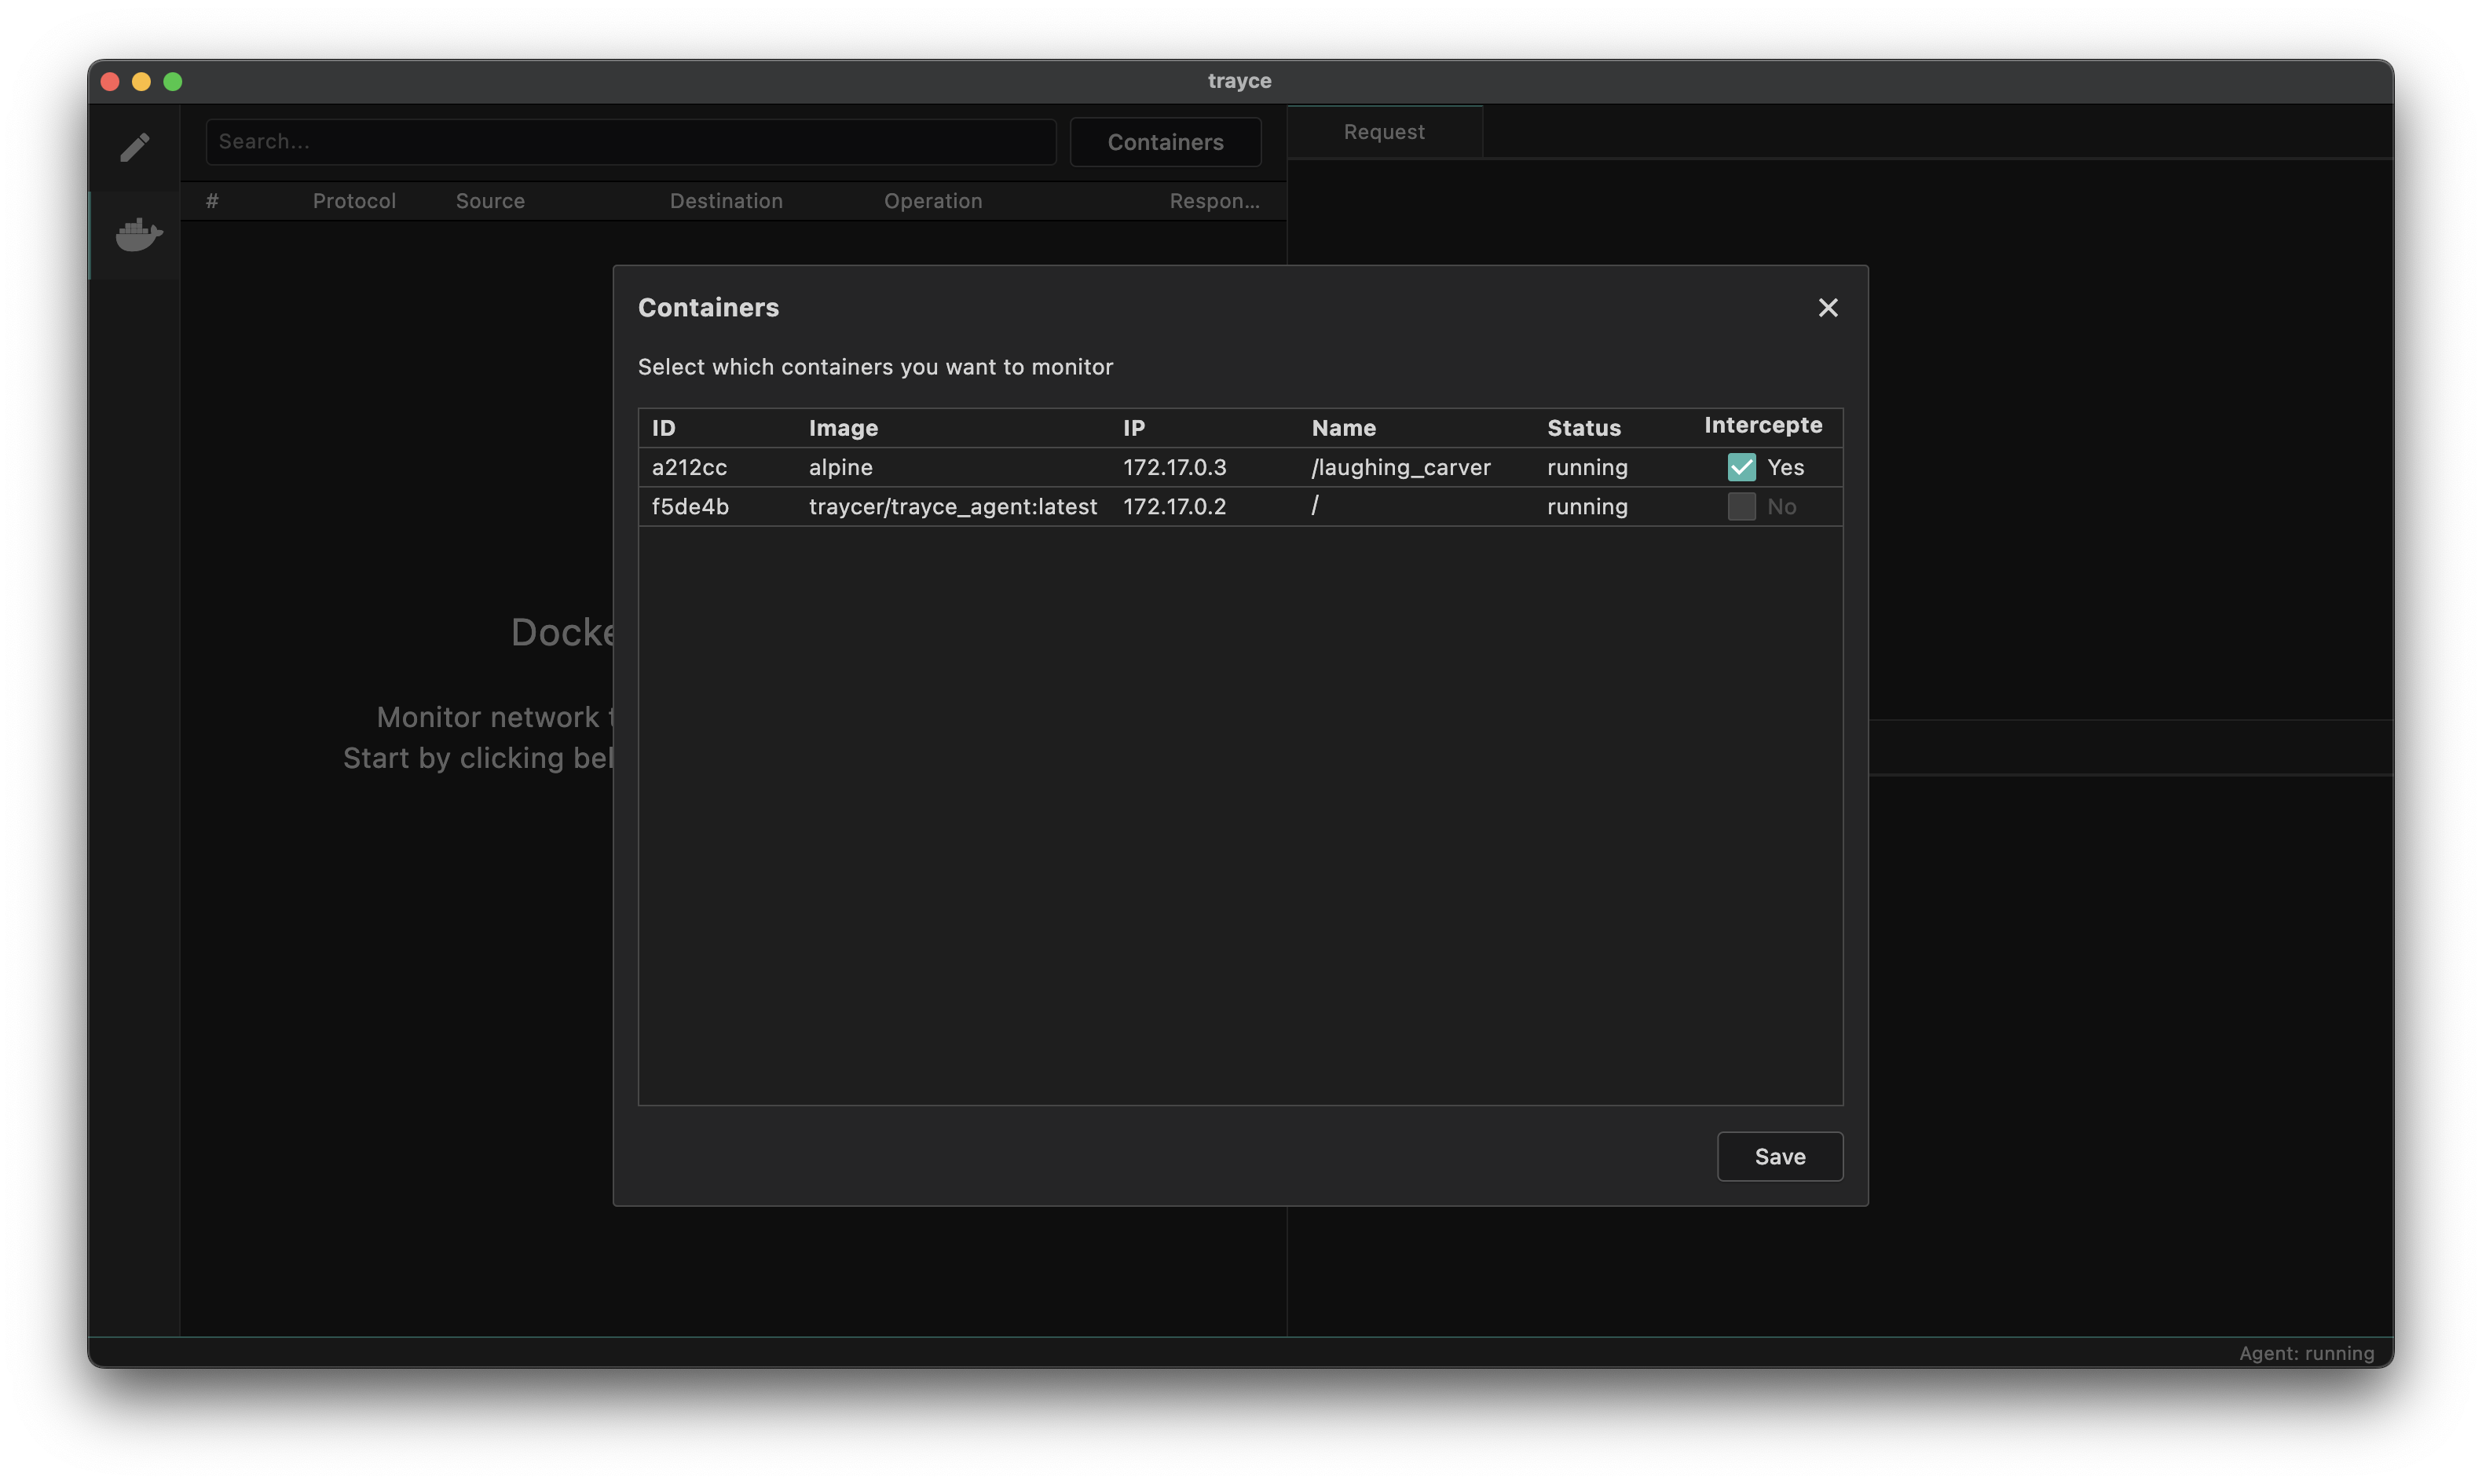 trayce
Search...
Containers
Request
# Protocol Source Destination Operation Respon...
Containers
Select which containers you want to monitor
ID Image IP Name Status Intercepte
a212cc alpine 172.17.0.3 /laughing_carver running Yes
f5de4b traycer/trayce_agent:latest 172.17.0.2 / running No
Docke
Monitor network t
Start by clicking bel
Save
Agent: running